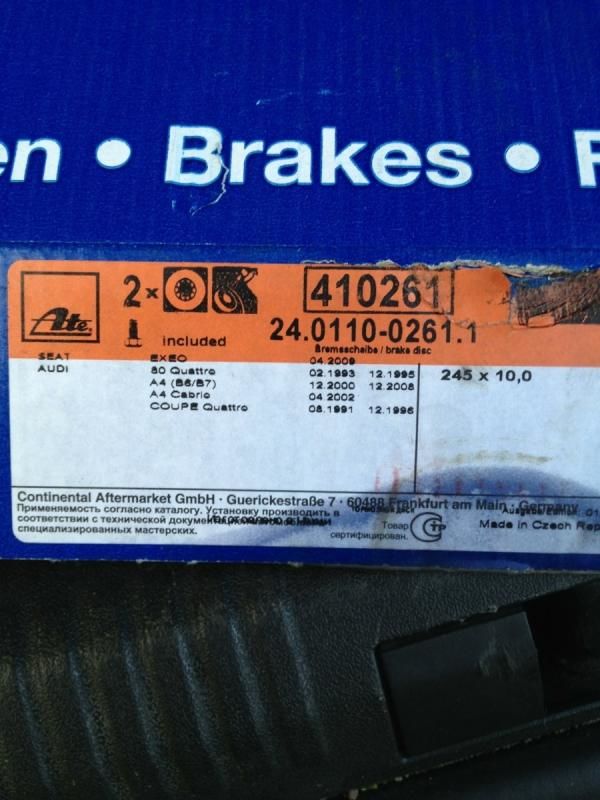 en • Brakes •
Ate
2x
410261
included
24.0110-0261.1
Bremsscheibe / brake disc
SEAT EXEO 04.2009
AUDI 80 Quattro 02.1993 12.1995
A4 (B6/B7) 12.2000 12.2008
A4 Cabrio 04.2002
COUPE Quattro 08.1991 12.1996
245 x 10,0
Continental Aftermarket GmbH · Guerickestraße 7 · 60488 Frankfurt am Main · Germany
Применяемость согласно каталогу. Установку производить в
соответствии с технической
специализированных мастерских.
Товар
сертифицирован.
Made in Czech Rep